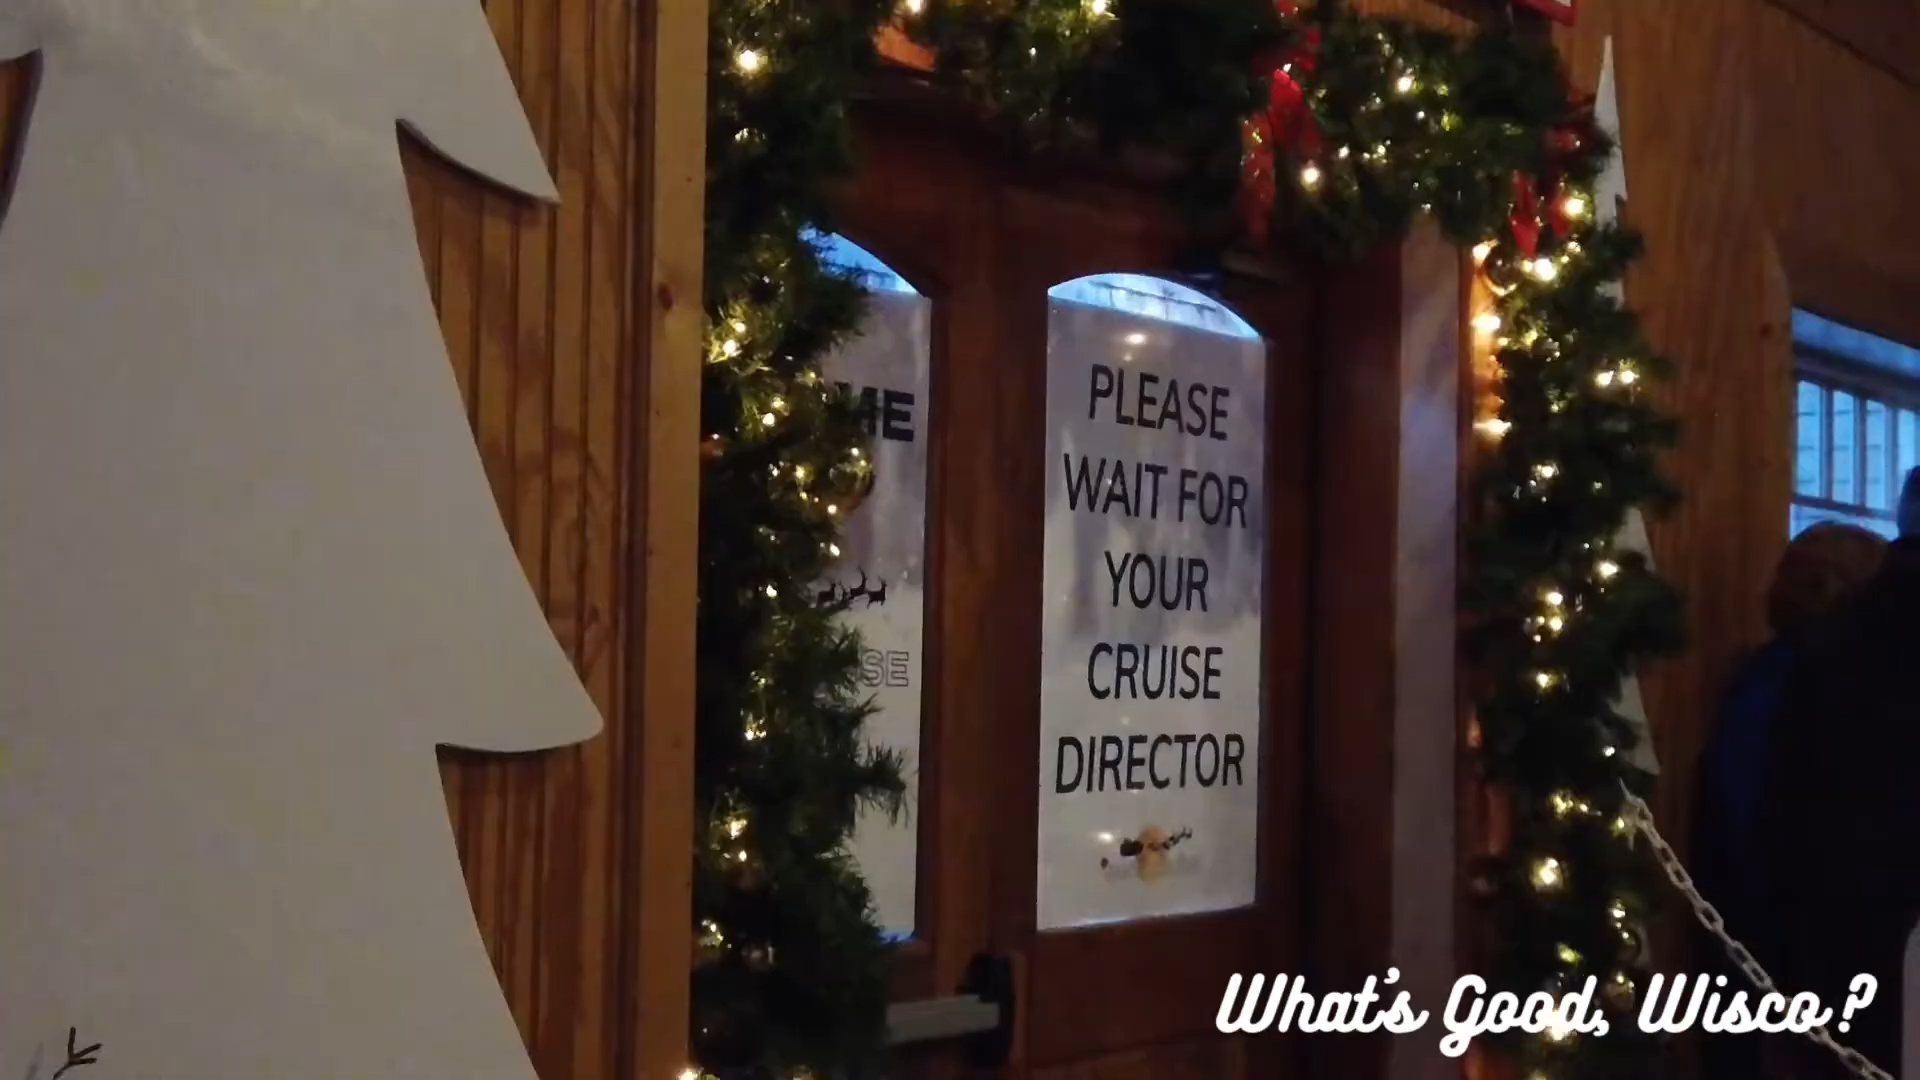 PLEASE
WAIT FOR
YOUR
CRUISE
DIRECTOR
What's Good, Wisco?